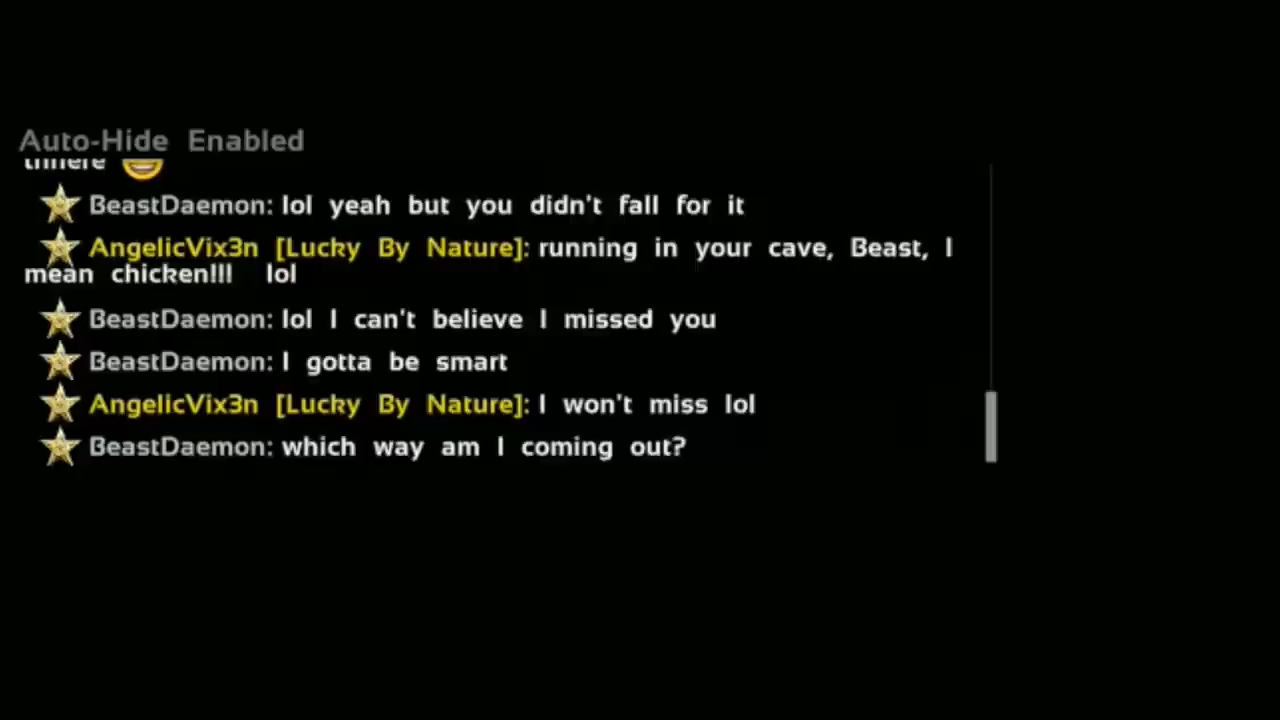 Auto-Hide Enabled
BeastDaemon: lol yeah but you didn't fall for it
AngelicVix3n [Lucky By Nature]: running in your cave, Beast, I
mean chicken!!! lol
BeastDaemon: lol I can't believe I missed you
BeastDaemon: I gotta be smart
AngelicVix3n [Lucky By Nature]: I won't miss lol
BeastDaemon: which way am I coming out?